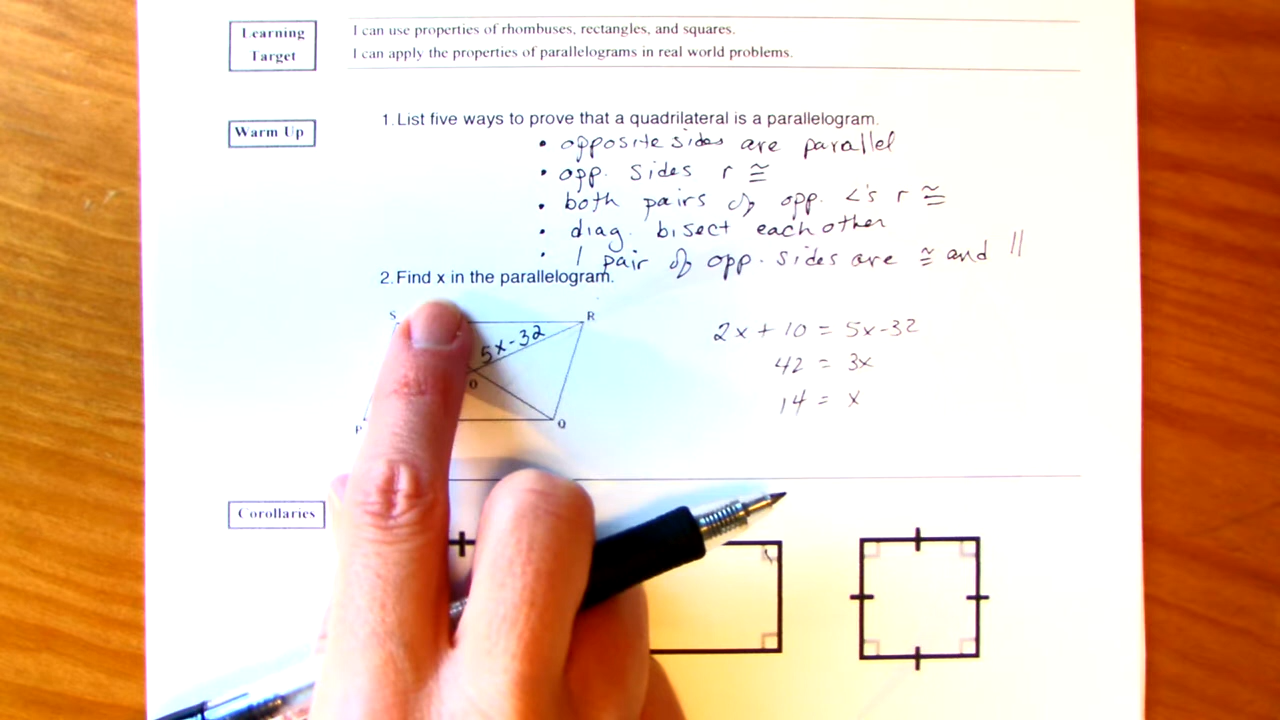 Learning
Target
I can use properties of rhombuses, rectangles, and squares.
I can apply the properties of parallelograms in real world problems.
Warm Up
1. List five ways to prove that a quadrilateral is a parallelogram.
• opposite sides are parallel
• opp. sides r ≅
• both pairs of opp. <'s r ≅
• diag. bisect each other
• 1 pair of opp. sides are ≅ and ||
2. Find x in the parallelogram.
S
R
5x-32
O
P
Q
2x + 10 = 5x-32
42 = 3x
14 = x
Corollaries